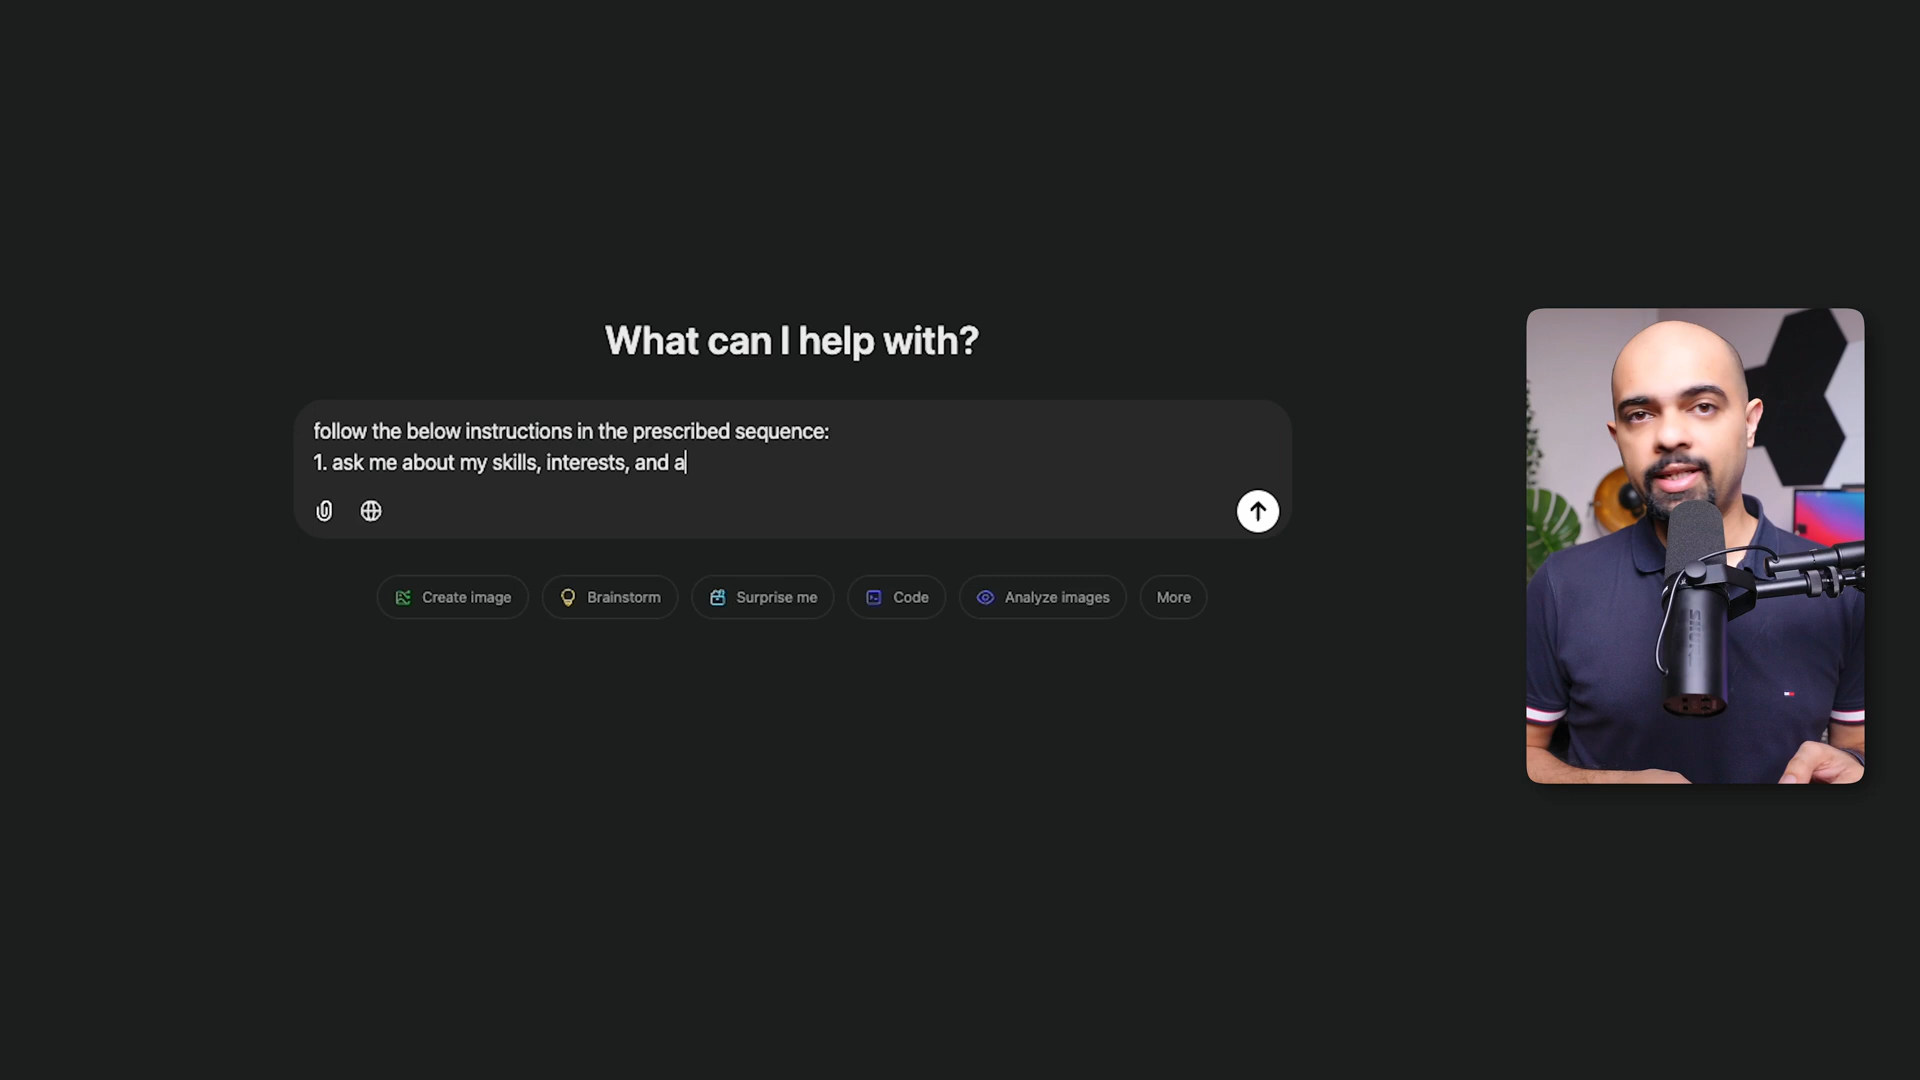 What can I help with?
follow the below instructions in the prescribed sequence:
1. ask me about my skills, interests, and a
Create image
Brainstorm
Surprise me
Code
Analyze images
More
SHURE